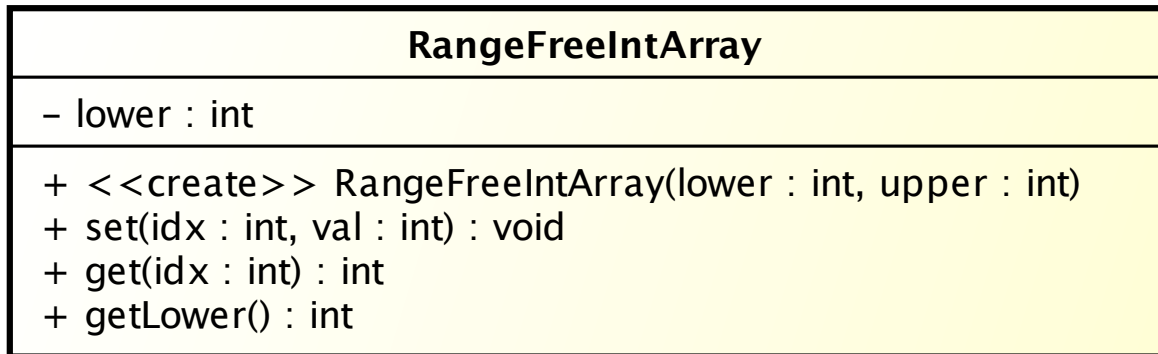 RangeFreeIntArray
– lower : int
+ <<create>> RangeFreeIntArray(lower : int, upper : int)
+ set(idx : int, val : int) : void
+ get(idx : int) : int
+ getLower() : int